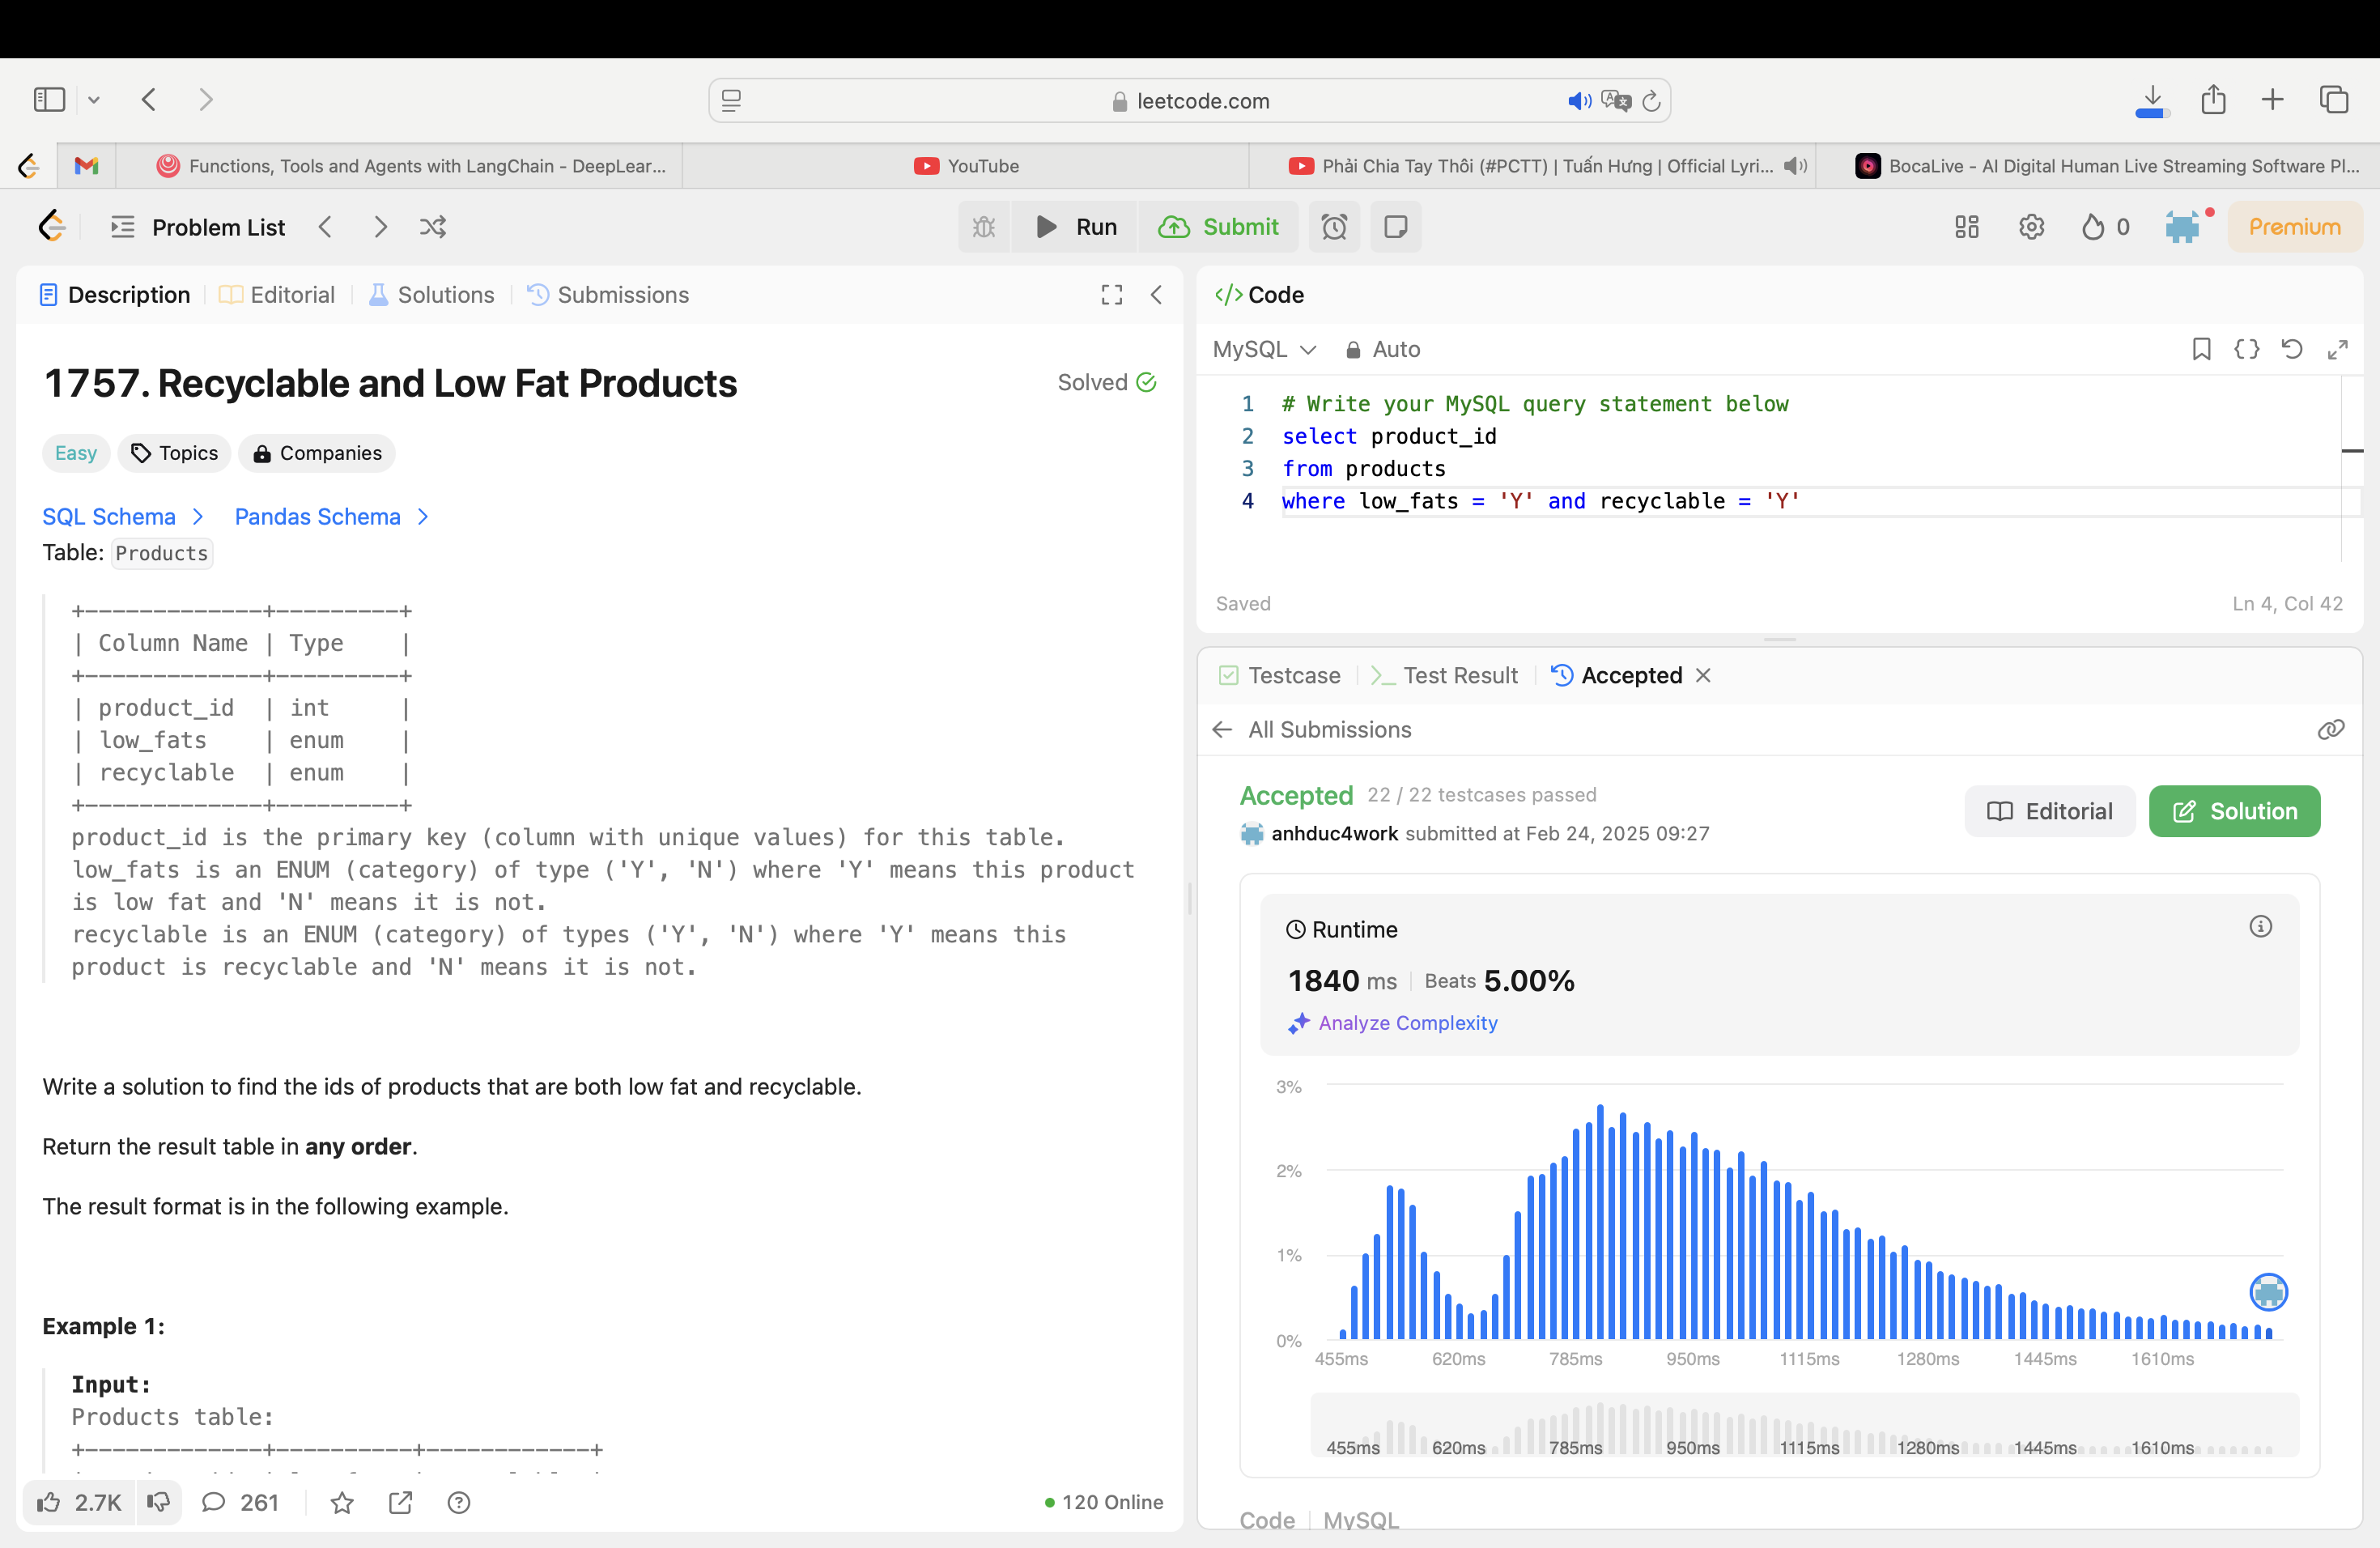 leetcode.com
Functions, Tools and Agents with LangChain - DeepLear...
YouTube
Phải Chia Tay Thôi (#PCTT) | Tuấn Hưng | Official Lyri...
BocaLive - AI Digital Human Live Streaming Software Pl...
Problem List
Run
Submit
0
Premium
Description
Editorial
Solutions
Submissions
1757. Recyclable and Low Fat Products
Solved
Easy
Topics
Companies
SQL Schema
Pandas Schema
Table: Products
+-------------+---------+
| Column Name | Type    |
+-------------+---------+
| product_id  | int     |
| low_fats    | enum    |
| recyclable  | enum    |
+-------------+---------+
product_id is the primary key (column with unique values) for this table.
low_fats is an ENUM (category) of type ('Y', 'N') where 'Y' means this product
is low fat and 'N' means it is not.
recyclable is an ENUM (category) of types ('Y', 'N') where 'Y' means this
product is recyclable and 'N' means it is not.
Write a solution to find the ids of products that are both low fat and recyclable.
Return the result table in any order.
The result format is in the following example.
Example 1:
Input:
Products table:
+-------------+----------+------------+
2.7K
261
120 Online
</> Code
MySQL
Auto
1 # Write your MySQL query statement below
2 select product_id
3 from products
4 where low_fats = 'Y' and recyclable = 'Y'
Saved
Ln 4, Col 42
Testcase
Test Result
Accepted
All Submissions
Accepted 22 / 22 testcases passed
anhduc4work submitted at Feb 24, 2025 09:27
Editorial
Solution
Runtime
1840 ms | Beats 5.00%
Analyze Complexity
3%
2%
1%
0%
455ms 620ms 785ms 950ms 1115ms 1280ms 1445ms 1610ms
455ms 620ms 785ms 950ms 1115ms 1280ms 1445ms 1610ms
Code | MySQL